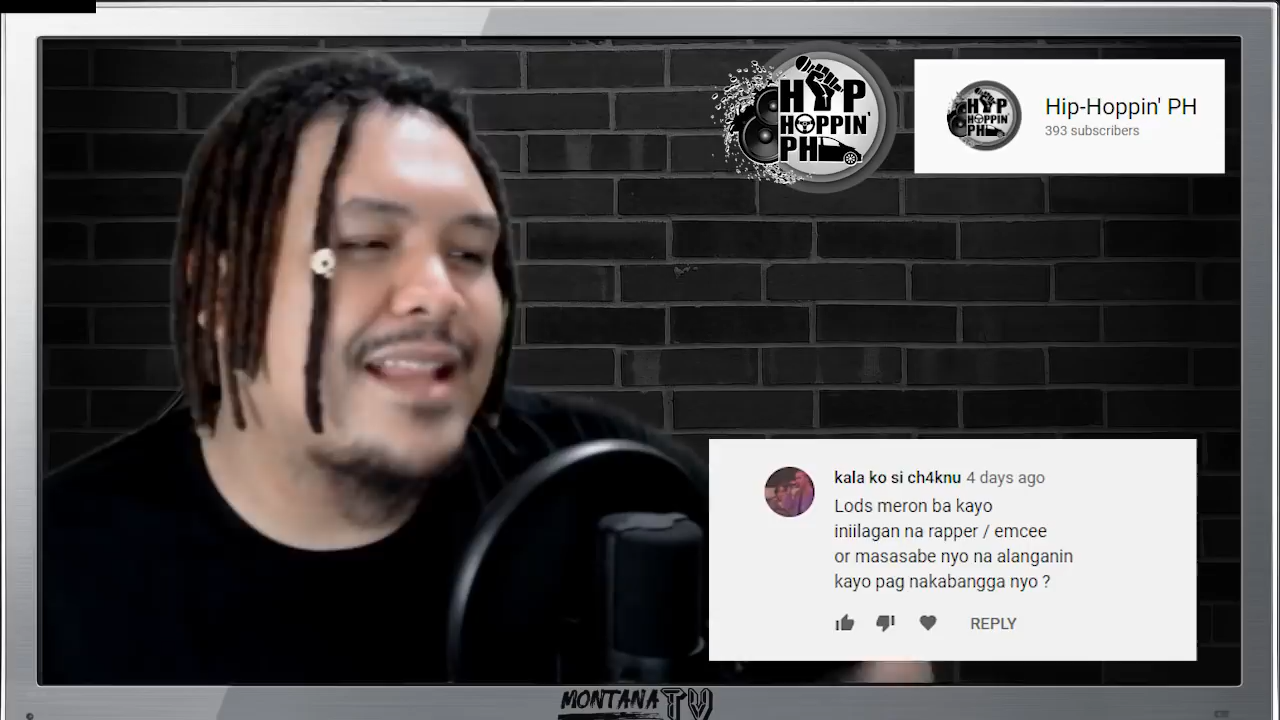 HIP
HOPPIN'
PH
HIP
HOPPIN'
PH
Hip-Hoppin' PH
393 subscribers
kala ko si ch4knu 4 days ago
Lods meron ba kayo
iniilagan na rapper / emcee
or masasabe nyo na alanganin
kayo pag nakabangga nyo ?
REPLY
MONTANA TV